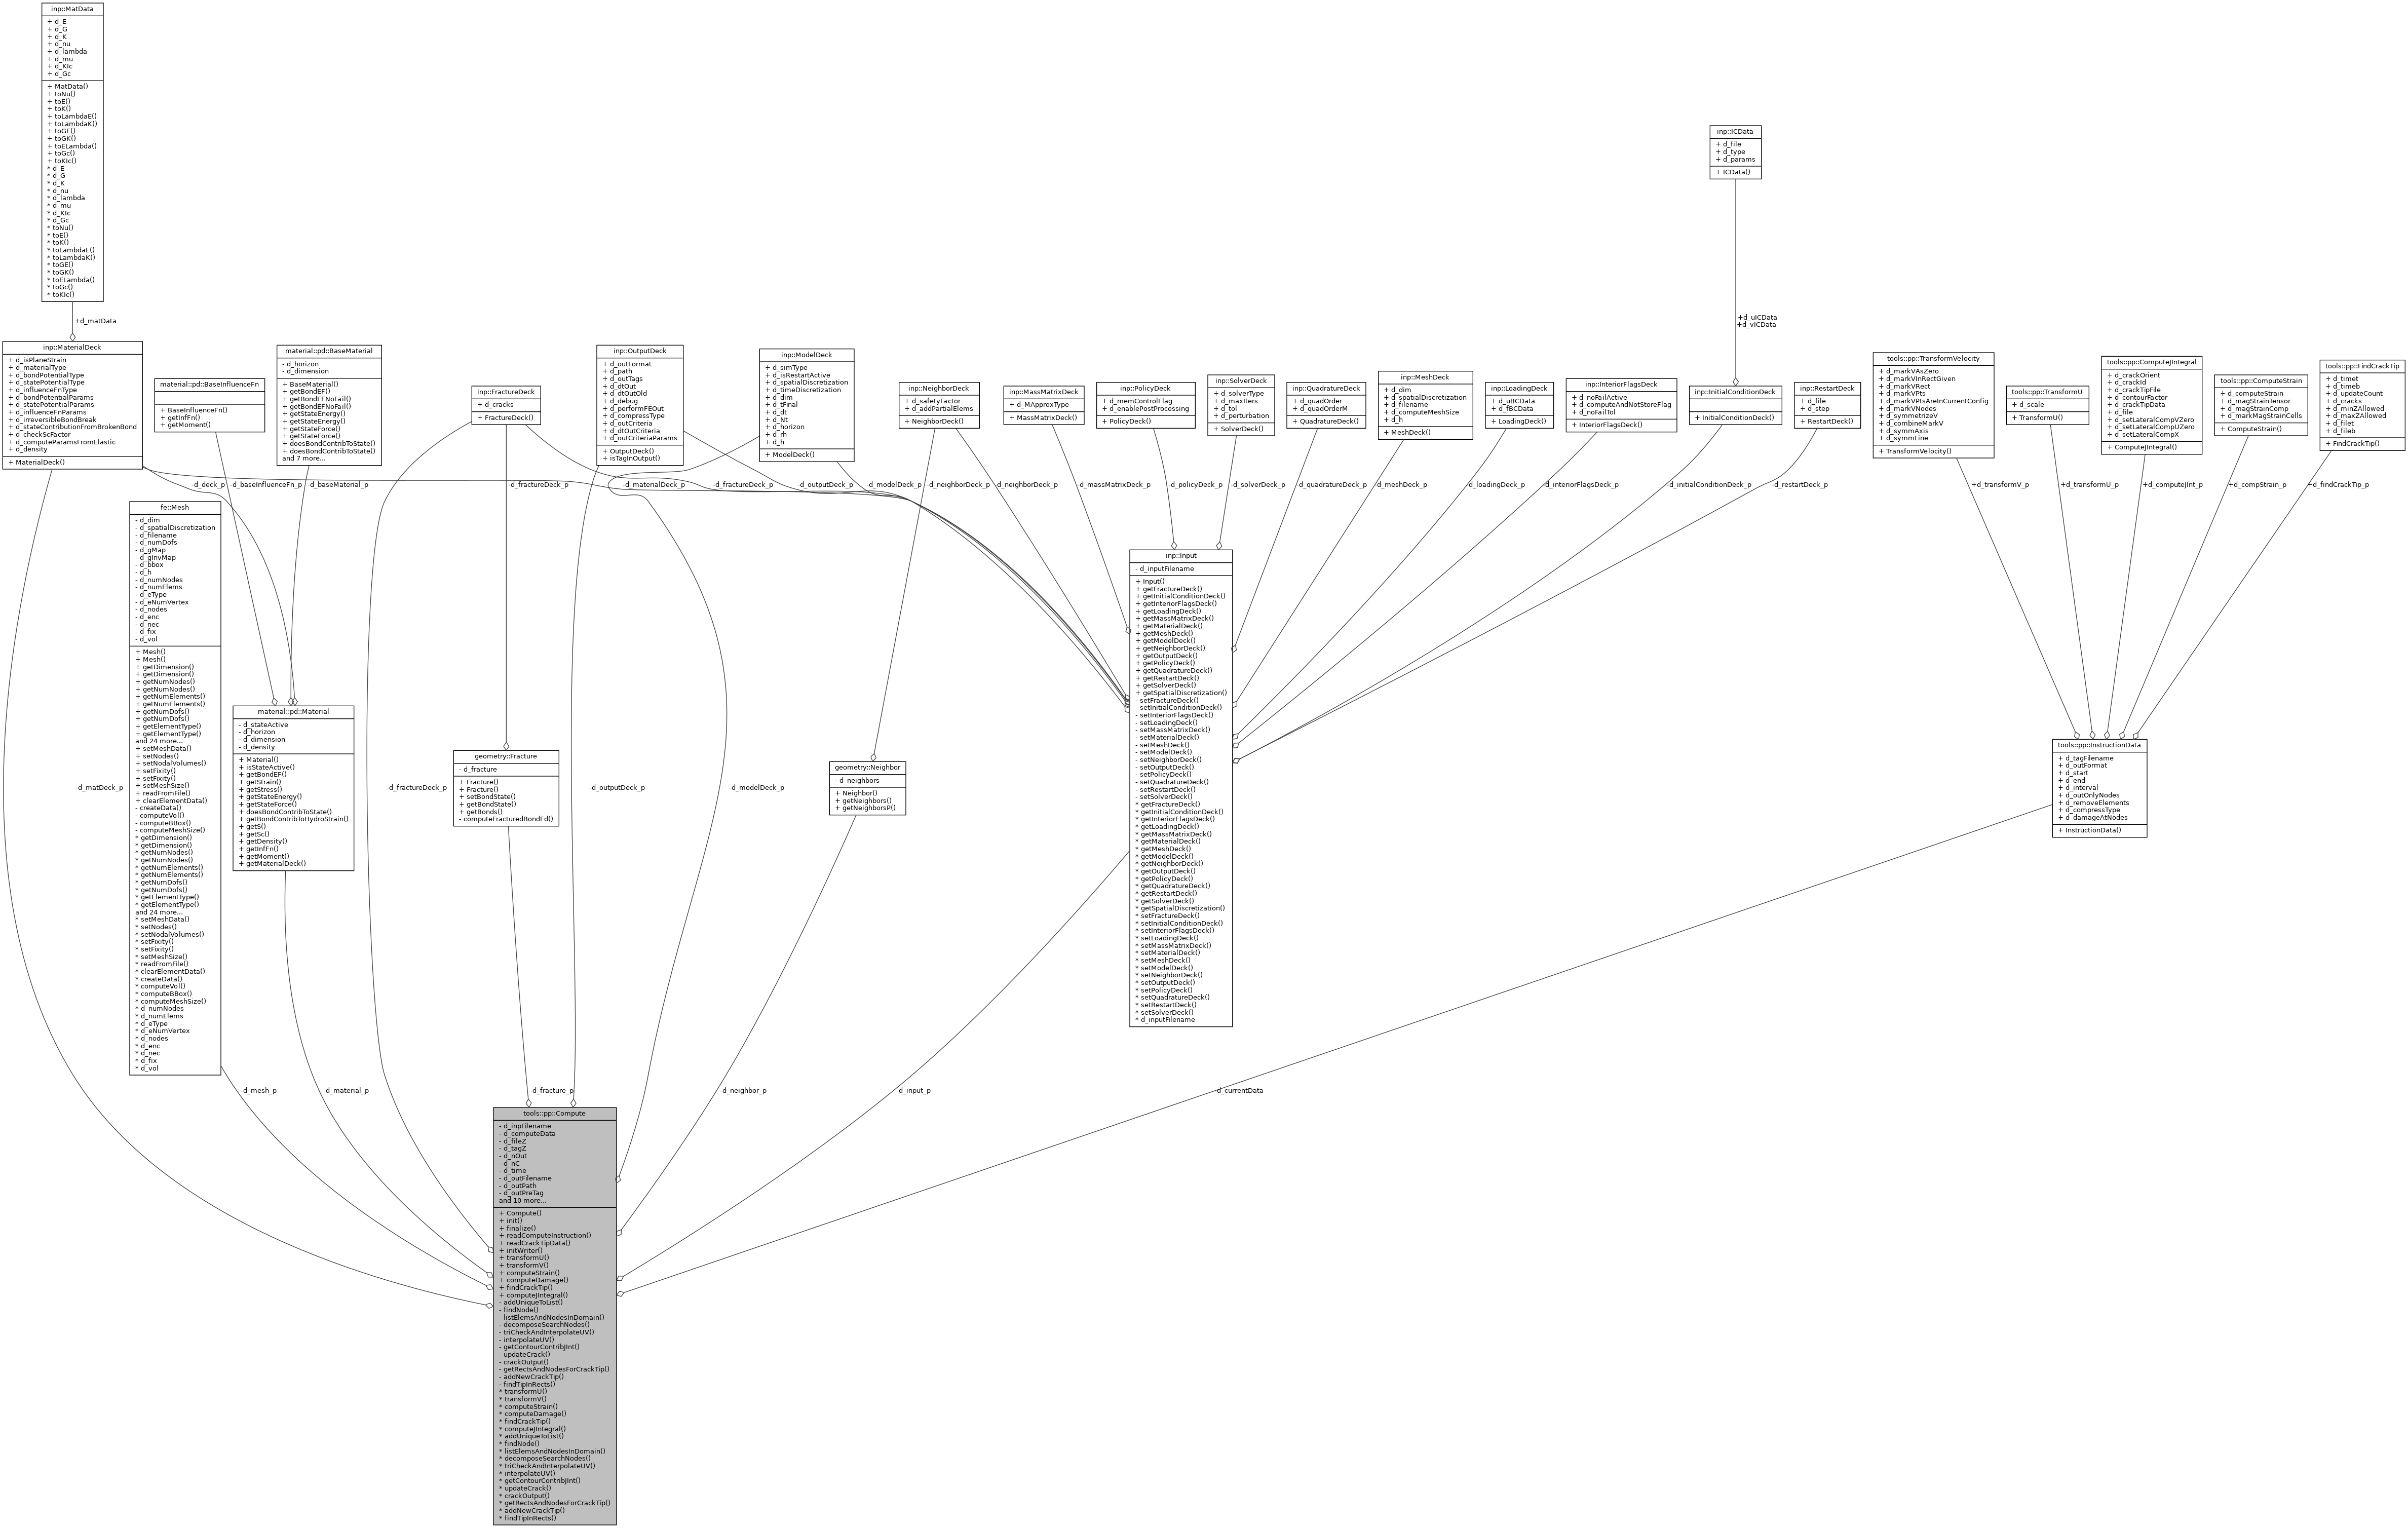 inp::MatData
+ d_E
+ d_G
+ d_K
+ d_nu
+ d_lambda
+ d_mu
+ d_KIc
+ d_Gc
+ MatData()
+ toNu()
+ toE()
+ toK()
+ toLambdaE()
+ toLambdaK()
+ toGE()
+ toGK()
+ toELambda()
+ toGc()
+ toKIc()
* d_E
* d_G
* d_K
* d_nu
* d_lambda
* d_mu
* d_KIc
* d_Gc
* toNu()
* toE()
* toK()
* toLambdaE()
* toLambdaK()
* toGE()
* toGK()
* toELambda()
* toGc()
* toKIc()
+d_matData
inp::ICData
+ d_file
+ d_type
+ d_params
+ ICData()
+d_uICData
+d_vICData
inp::MaterialDeck
+ d_isPlaneStrain
+ d_materialType
+ d_bondPotentialType
+ d_statePotentialType
+ d_influenceFnType
+ d_bondPotentialParams
+ d_statePotentialParams
+ d_influenceFnParams
+ d_irreversibleBondBreak
+ d_stateContributionFromBrokenBond
+ d_checkScFactor
+ d_computeParamsFromElastic
+ d_density
+ MaterialDeck()
material::pd::BaseInfluenceFn
+ BaseInfluenceFn()
+ getInfFn()
+ getMoment()
material::pd::BaseMaterial
- d_horizon
- d_dimension
+ BaseMaterial()
+ getBondEF()
+ getBondEFNoFail()
+ getBondEFNoFail()
+ getStateEnergy()
+ getStateEnergy()
+ getStateForce()
+ getStateForce()
+ doesBondContribToState()
+ doesBondContribToState()
and 7 more...
inp::FractureDeck
+ d_cracks
+ FractureDeck()
inp::OutputDeck
+ d_outFormat
+ d_path
+ d_outTags
+ d_dtOut
+ d_dtOutOld
+ d_debug
+ d_performFEOut
+ d_compressType
+ d_outCriteria
+ d_dtOutCriteria
+ d_outCriteriaParams
+ OutputDeck()
+ isTagInOutput()
inp::ModelDeck
+ d_simType
+ d_isRestartActive
+ d_spatialDiscretization
+ d_timeDiscretization
+ d_dim
+ d_tFinal
+ d_dt
+ d_Nt
+ d_horizon
+ d_rh
+ d_h
+ ModelDeck()
inp::NeighborDeck
+ d_safetyFactor
+ d_addPartialElems
+ NeighborDeck()
inp::MassMatrixDeck
+ d_MApproxType
+ MassMatrixDeck()
inp::PolicyDeck
+ d_memControlFlag
+ d_enablePostProcessing
+ PolicyDeck()
inp::SolverDeck
+ d_solverType
+ d_maxIters
+ d_tol
+ d_perturbation
+ SolverDeck()
inp::QuadratureDeck
+ d_quadOrder
+ d_quadOrderM
+ QuadratureDeck()
inp::MeshDeck
+ d_dim
+ d_spatialDiscretization
+ d_filename
+ d_computeMeshSize
+ d_h
+ MeshDeck()
inp::LoadingDeck
+ d_uBCData
+ d_fBCData
+ LoadingDeck()
inp::InteriorFlagsDeck
+ d_noFailActive
+ d_computeAndNotStoreFlag
+ d_noFailTol
+ InteriorFlagsDeck()
inp::InitialConditionDeck
+ InitialConditionDeck()
inp::RestartDeck
+ d_file
+ d_step
+ RestartDeck()
tools::pp::TransformVelocity
+ d_markVAsZero
+ d_markVInRectGiven
+ d_markVRect
+ d_markVPts
+ d_markVPtsAreInCurrentConfig
+ d_markVNodes
+ d_symmetrizeV
+ d_combineMarkV
+ d_symmAxis
+ d_symmLine
+ TransformVelocity()
tools::pp::TransformU
+ d_scale
+ TransformU()
tools::pp::ComputeJIntegral
+ d_crackOrient
+ d_crackId
+ d_crackTipFile
+ d_contourFactor
+ d_crackTipData
+ d_file
+ d_setLateralCompVZero
+ d_setLateralCompUZero
+ d_setLateralCompX
+ ComputeJIntegral()
tools::pp::ComputeStrain
+ d_computeStrain
+ d_magStrainTensor
+ d_magStrainComp
+ d_markMagStrainCells
+ ComputeStrain()
tools::pp::FindCrackTip
+ d_timet
+ d_timeb
+ d_updateCount
+ d_cracks
+ d_minZAllowed
+ d_maxZAllowed
+ d_filet
+ d_fileb
+ FindCrackTip()
-d_deck_p
-d_baseInfluenceFn_p
-d_baseMaterial_p
-d_fractureDeck_p
-d_materialDeck_p
-d_fractureDeck_p
-d_outputDeck_p
-d_modelDeck_p
-d_neighborDeck_p
-d_neighborDeck_p
-d_massMatrixDeck_p
-d_policyDeck_p
-d_solverDeck_p
-d_quadratureDeck_p
-d_meshDeck_p
-d_loadingDeck_p
-d_interiorFlagsDeck_p
-d_initialConditionDeck_p
-d_restartDeck_p
+d_transformV_p
+d_transformU_p
+d_computeJInt_p
+d_compStrain_p
+d_findCrackTip_p
fe::Mesh
- d_dim
- d_spatialDiscretization
- d_filename
- d_numDofs
- d_gMap
- d_gInvMap
- d_bbox
- d_h
- d_numNodes
- d_numElems
- d_eType
- d_eNumVertex
- d_nodes
- d_enc
- d_nec
- d_fix
- d_vol
+ Mesh()
+ Mesh()
+ getDimension()
+ getDimension()
+ getNumNodes()
+ getNumNodes()
+ getNumElements()
+ getNumElements()
+ getNumDofs()
+ getNumDofs()
+ getElementType()
+ getElementType()
and 24 more...
+ setMeshData()
+ setNodes()
+ setNodalVolumes()
+ setFixity()
+ setFixity()
+ setMeshSize()
+ readFromFile()
+ clearElementData()
- createData()
- computeVol()
- computeBBox()
- computeMeshSize()
* getDimension()
* getDimension()
* getNumNodes()
* getNumNodes()
* getNumElements()
* getNumElements()
* getNumDofs()
* getNumDofs()
* getElementType()
* getElementType()
and 24 more...
* setMeshData()
* setNodes()
* setNodalVolumes()
* setFixity()
* setFixity()
* setMeshSize()
* readFromFile()
* clearElementData()
* createData()
* computeVol()
* computeBBox()
* computeMeshSize()
* d_numNodes
* d_numElems
* d_eType
* d_eNumVertex
* d_nodes
* d_enc
* d_nec
* d_fix
* d_vol
material::pd::Material
- d_stateActive
- d_horizon
- d_dimension
- d_density
+ Material()
+ isStateActive()
+ getBondEF()
+ getStrain()
+ getStress()
+ getStateEnergy()
+ getStateForce()
+ doesBondContribToState()
+ getBondContribToHydroStrain()
+ getS()
+ getSc()
+ getDensity()
+ getInfFn()
+ getMoment()
+ getMaterialDeck()
geometry::Fracture
- d_fracture
+ Fracture()
+ Fracture()
+ setBondState()
+ getBondState()
+ getBonds()
- computeFracturedBondFd()
geometry::Neighbor
- d_neighbors
+ Neighbor()
+ getNeighbors()
+ getNeighborsP()
inp::Input
- d_inputFilename
+ Input()
+ getFractureDeck()
+ getInitialConditionDeck()
+ getInteriorFlagsDeck()
+ getLoadingDeck()
+ getMassMatrixDeck()
+ getMaterialDeck()
+ getMeshDeck()
+ getModelDeck()
+ getNeighborDeck()
+ getOutputDeck()
+ getPolicyDeck()
+ getQuadratureDeck()
+ getRestartDeck()
+ getSolverDeck()
+ getSpatialDiscretization()
- setFractureDeck()
- setInitialConditionDeck()
- setInteriorFlagsDeck()
- setLoadingDeck()
- setMassMatrixDeck()
- setMaterialDeck()
- setMeshDeck()
- setModelDeck()
- setNeighborDeck()
- setOutputDeck()
- setPolicyDeck()
- setQuadratureDeck()
- setRestartDeck()
- setSolverDeck()
* getFractureDeck()
* getInitialConditionDeck()
* getInteriorFlagsDeck()
* getLoadingDeck()
* getMassMatrixDeck()
* getMaterialDeck()
* getMeshDeck()
* getModelDeck()
* getNeighborDeck()
* getOutputDeck()
* getPolicyDeck()
* getQuadratureDeck()
* getRestartDeck()
* getSolverDeck()
* getSpatialDiscretization()
* setFractureDeck()
* setInitialConditionDeck()
* setInteriorFlagsDeck()
* setLoadingDeck()
* setMassMatrixDeck()
* setMaterialDeck()
* setMeshDeck()
* setModelDeck()
* setNeighborDeck()
* setOutputDeck()
* setPolicyDeck()
* setQuadratureDeck()
* setRestartDeck()
* setSolverDeck()
* d_inputFilename
tools::pp::InstructionData
+ d_tagFilename
+ d_outFormat
+ d_start
+ d_end
+ d_interval
+ d_outOnlyNodes
+ d_removeElements
+ d_compressType
+ d_damageAtNodes
+ InstructionData()
-d_matDeck_p
-d_fractureDeck_p
-d_outputDeck_p
-d_modelDeck_p
-d_mesh_p
-d_material_p
-d_fracture_p
-d_neighbor_p
-d_input_p
-d_currentData
tools::pp::Compute
- d_inpFilename
- d_computeData
- d_fileZ
- d_tagZ
- d_nOut
- d_nC
- d_time
- d_outFilename
- d_outPath
- d_outPreTag
and 10 more...
+ Compute()
+ init()
+ finalize()
+ readComputeInstruction()
+ readCrackTipData()
+ initWriter()
+ transformU()
+ transformV()
+ computeStrain()
+ computeDamage()
+ findCrackTip()
+ computeJIntegral()
- addUniqueToList()
- findNode()
- listElemsAndNodesInDomain()
- decomposeSearchNodes()
- triCheckAndInterpolateUV()
- interpolateUV()
- getContourContribJInt()
- updateCrack()
- crackOutput()
- getRectsAndNodesForCrackTip()
- addNewCrackTip()
- findTipInRects()
* transformU()
* transformV()
* computeStrain()
* computeDamage()
* findCrackTip()
* computeJIntegral()
* addUniqueToList()
* findNode()
* listElemsAndNodesInDomain()
* decomposeSearchNodes()
* triCheckAndInterpolateUV()
* interpolateUV()
* getContourContribJInt()
* updateCrack()
* crackOutput()
* getRectsAndNodesForCrackTip()
* addNewCrackTip()
* findTipInRects()